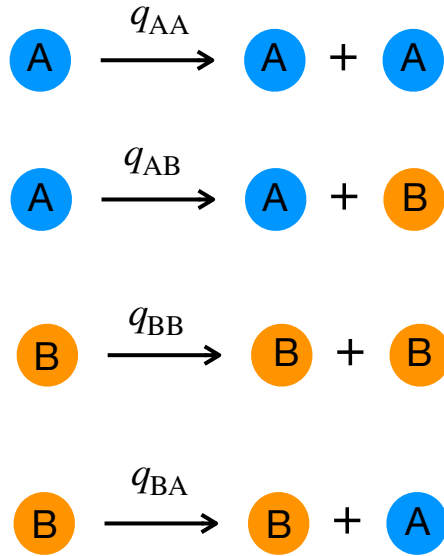 q_AA
A → A + A
q_AB
A → A + B
q_BB
B → B + B
q_BA
B → B + A